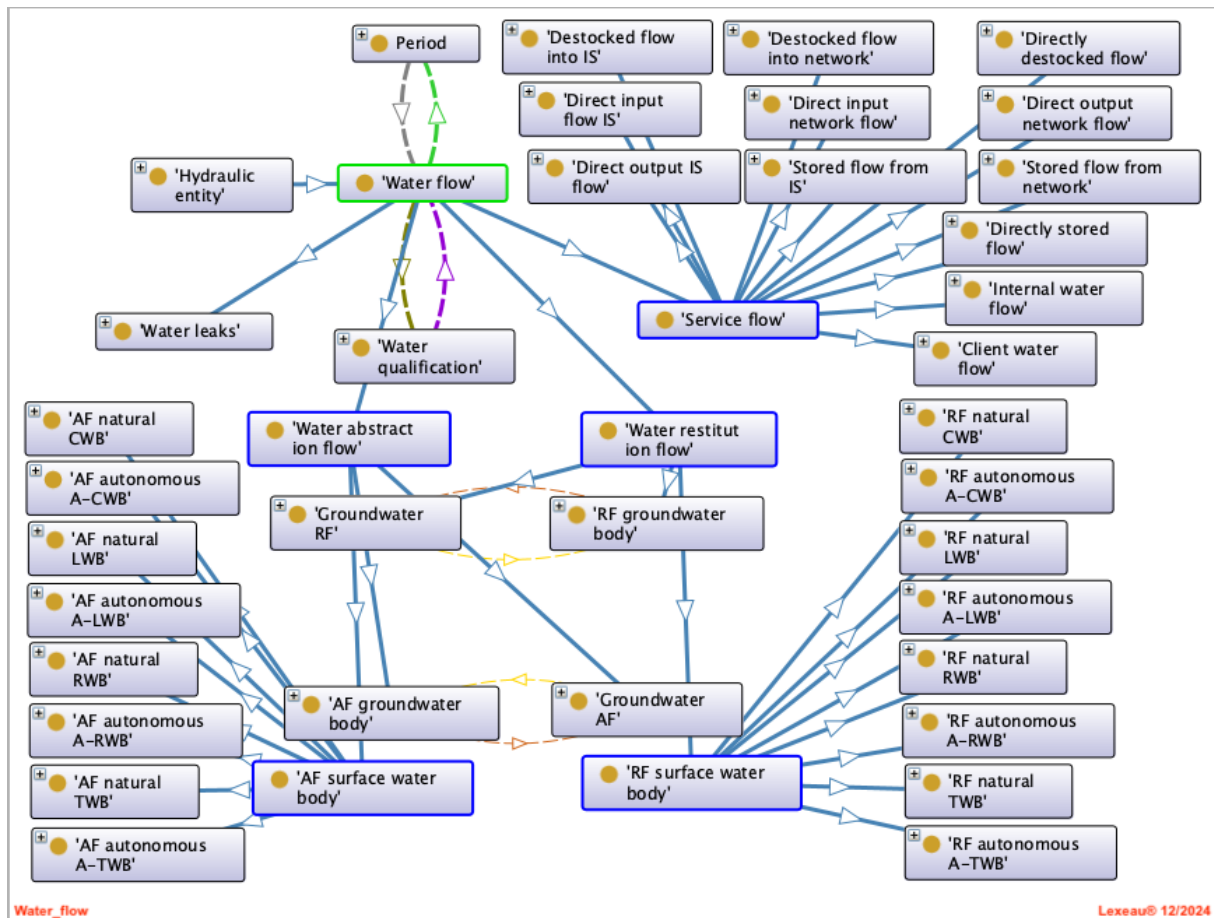 Period
'Destocked flow
into IS'
'Destocked flow
into network'
'Directly
destocked flow'
'Direct input
flow IS'
'Direct input
network flow'
'Direct output
network flow'
'Hydraulic
entity'
'Water flow'
'Direct output IS
flow'
'Stored flow from
IS'
'Stored flow from
network'
'Directly stored
flow'
'Internal water
flow'
'Water leaks'
'Water
qualification'
'Service flow'
'Client water
flow'
'AF natural
CWB'
'Water abstract
ion flow'
'Water restitut
ion flow'
'RF natural
CWB'
'AF autonomous
A-CWB'
'RF autonomous
A-CWB'
'Groundwater
RF'
'RF groundwater
body'
'AF natural
LWB'
'RF natural
LWB'
'AF autonomous
A-LWB'
'RF autonomous
A-LWB'
'AF natural
RWB'
'RF natural
RWB'
'AF groundwater
body'
'Groundwater
AF'
'AF autonomous
A-RWB'
'RF autonomous
A-RWB'
'AF natural
TWB'
'AF surface water
body'
'RF surface water
body'
'RF natural
TWB'
'AF autonomous
A-TWB'
'RF autonomous
A-TWB'
Water_flow
Lexeau® 12/2024